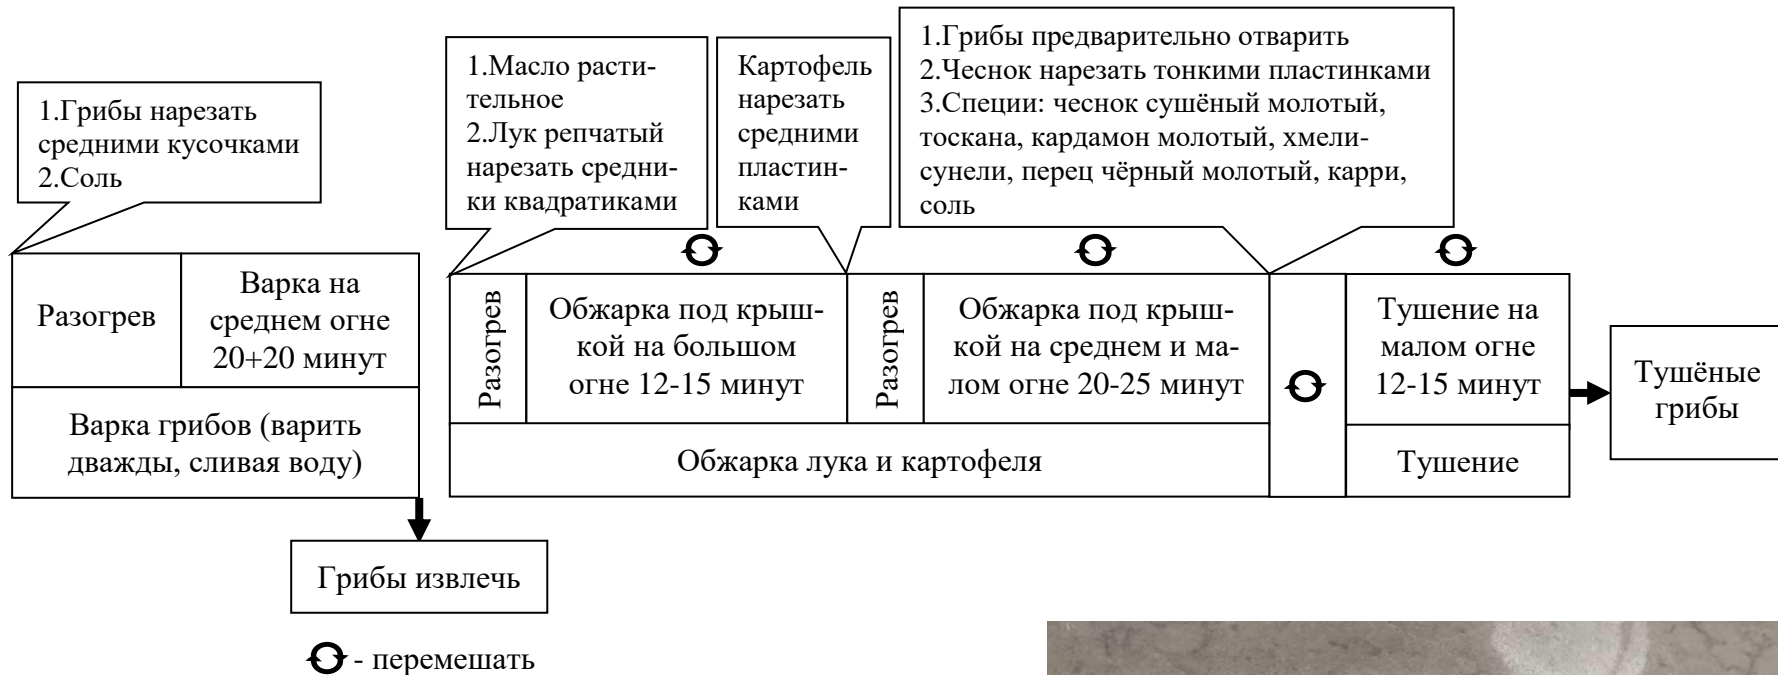 1.Грибы нарезать
средними кусочками
2.Соль
1.Масло расти-
тельное
2.Лук репчатый
нарезать средни-
ки квадратиками
Картофель
нарезать
средними
пластин-
ками
1.Грибы предварительно отварить
2.Чеснок нарезать тонкими пластинками
3.Специи: чеснок сушёный молотый,
тоскана, кардамон молотый, хмели-
сунели, перец чёрный молотый, карри,
соль
Разогрев
Варка на
среднем огне
20+20 минут
Варка грибов (варить
дважды, сливая воду)
Грибы извлечь
Разогрев
Обжарка под крыш-
кой на большом
огне 12-15 минут
Разогрев
Обжарка под крыш-
кой на среднем и ма-
лом огне 20-25 минут
Обжарка лука и картофеля
Тушение на
малом огне
12-15 минут
Тушение
Тушёные
грибы
- перемешать